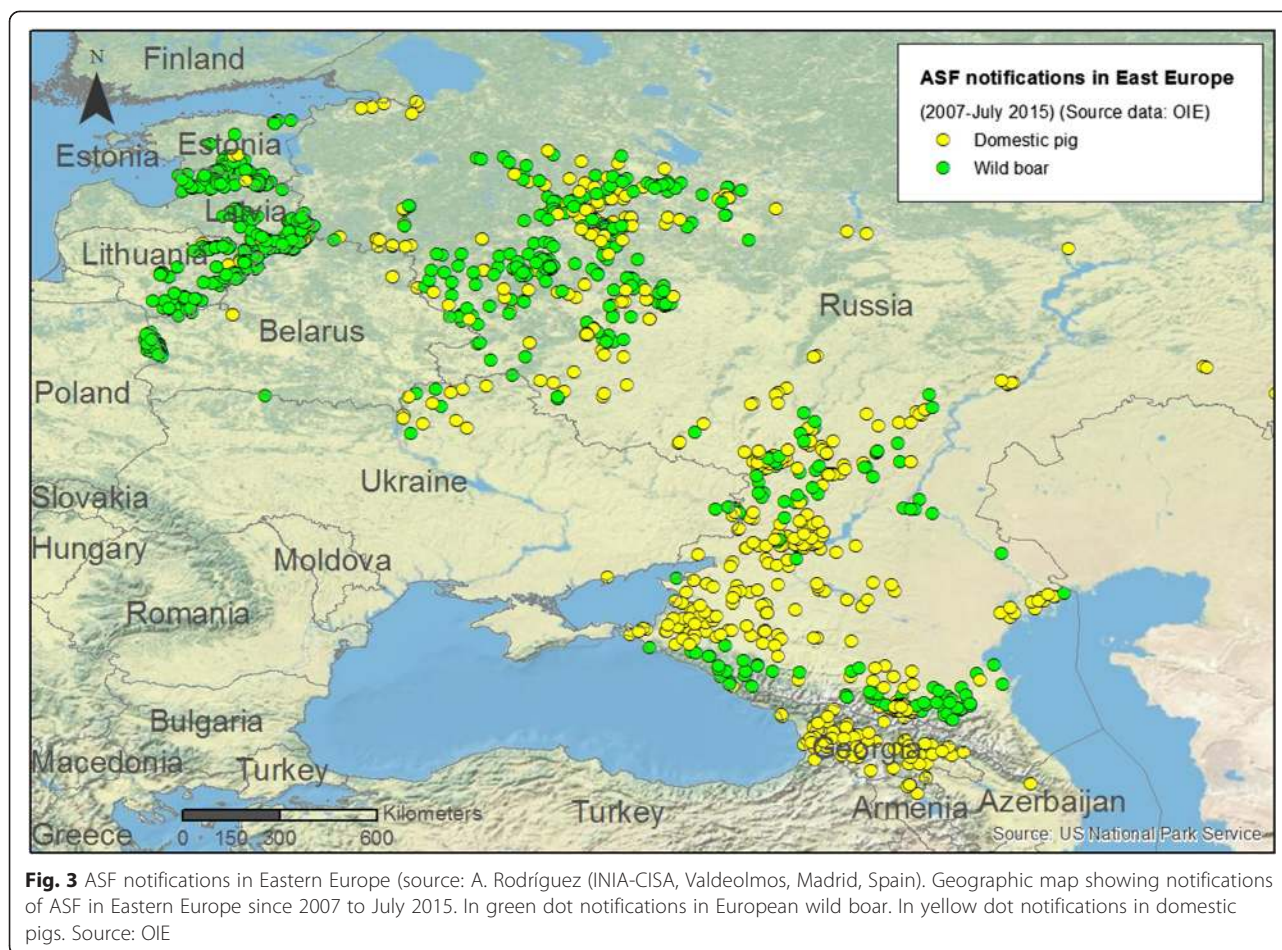 Finland
N
ASF notifications in East Europe
(2007-July 2015) (Source data: OIE)
Domestic pig
Wild boar
Estonia
Estonia
Latvia
Lithuania
Russia
Belarus
Poland
Ukraine
Slovakia
Hungary
Moldova
Romania
Bulgaria
Georgia
Macedonia
Turkey
Kilometers
0 150 300 600
Turkey
Armenia
Azerbaijan
Greece
Source: US National Park Service
Fig. 3 ASF notifications in Eastern Europe (source: A. Rodríguez (INIA-CISA, Valdeolmos, Madrid, Spain). Geographic map showing notifications
of ASF in Eastern Europe since 2007 to July 2015. In green dot notifications in European wild boar. In yellow dot notifications in domestic
pigs. Source: OIE